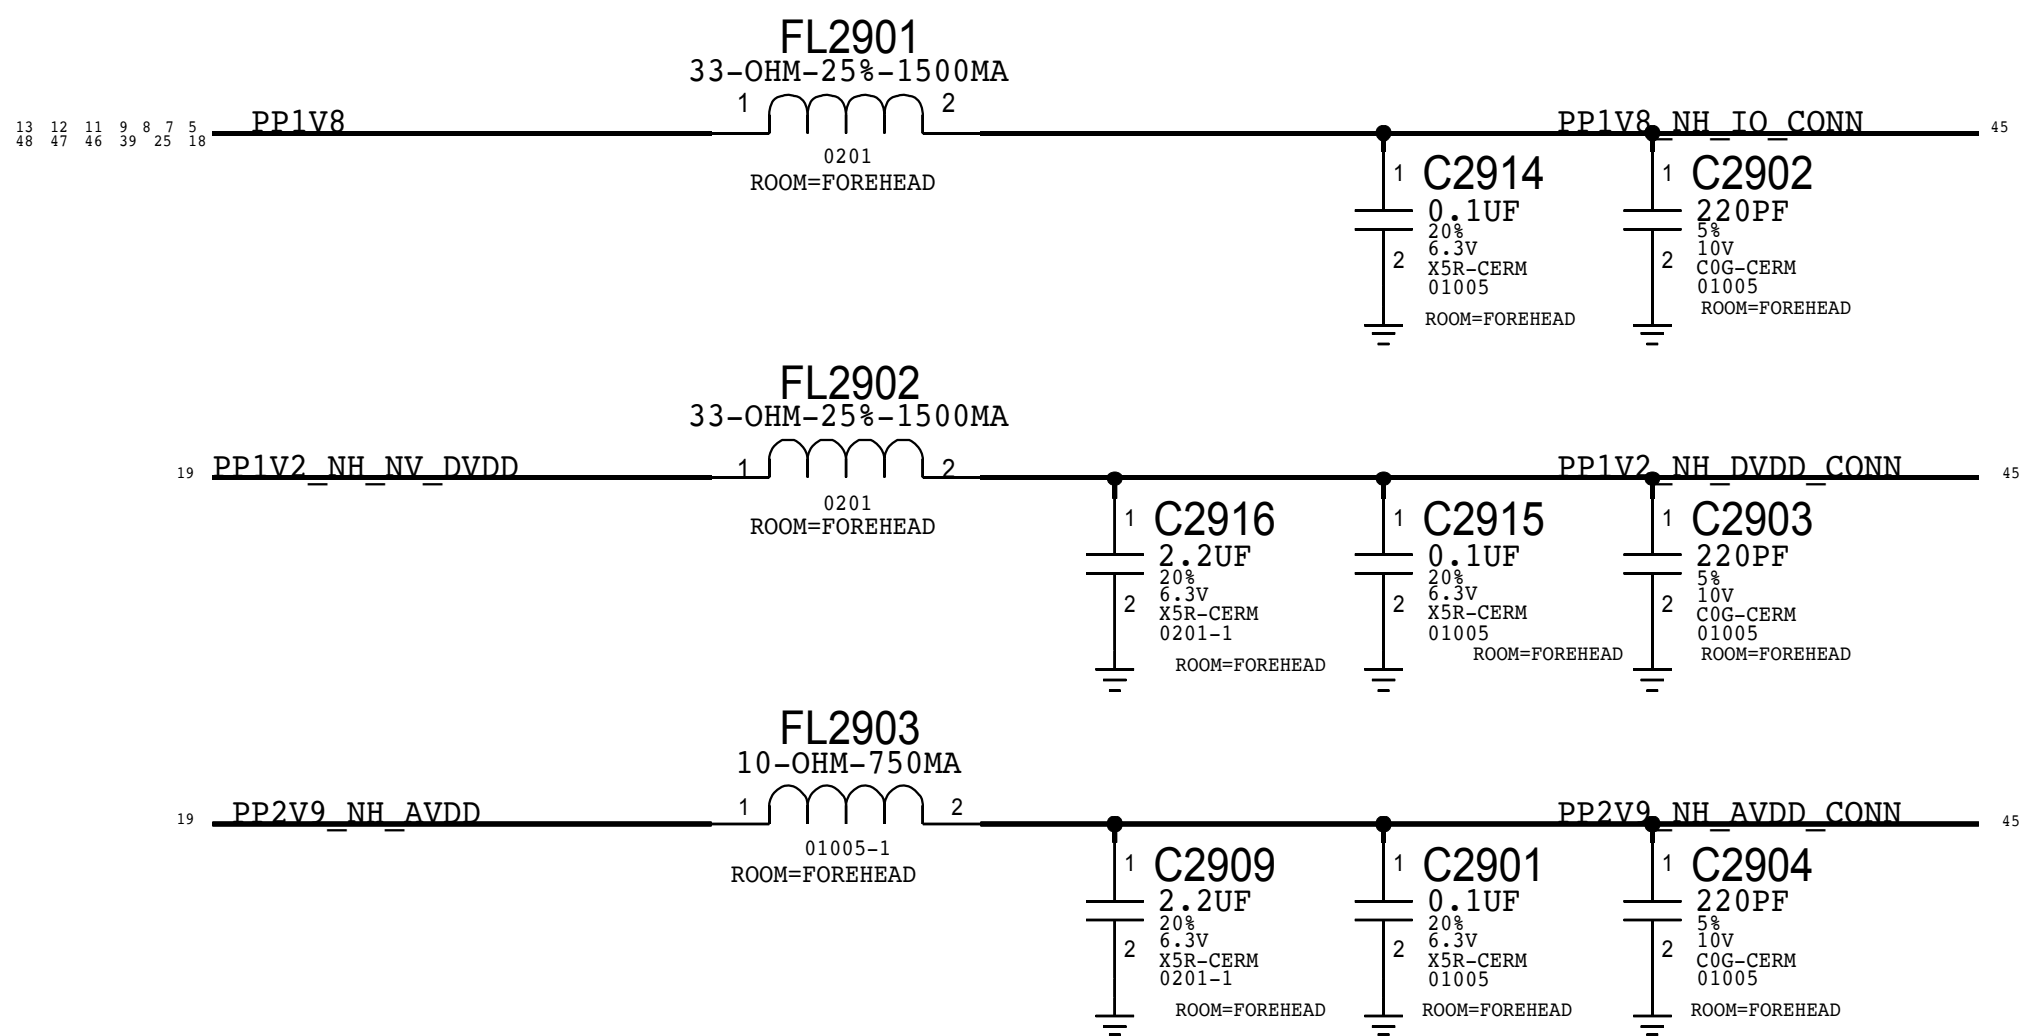 FL2901
33-OHM-25%-1500MA
1 2
13 12 11 9 8 7 5
48 47 46 39 25 18
PP1V8
PP1V8_NH_IO_CONN
45
0201
ROOM=FOREHEAD
1 C2914
0.1UF
20%
6.3V
2 X5R-CERM
01005
ROOM=FOREHEAD
1 C2902
220PF
5%
10V
2 C0G-CERM
01005
ROOM=FOREHEAD
FL2902
33-OHM-25%-1500MA
19 PP1V2_NH_NV_DVDD
1 2
PP1V2_NH_DVDD_CONN
45
0201
ROOM=FOREHEAD
1 C2916
2.2UF
20%
6.3V
2 X5R-CERM
0201-1
ROOM=FOREHEAD
1 C2915
0.1UF
20%
6.3V
2 X5R-CERM
01005
ROOM=FOREHEAD
1 C2903
220PF
5%
10V
2 C0G-CERM
01005
ROOM=FOREHEAD
FL2903
10-OHM-750MA
19 PP2V9_NH_AVDD
1 2
PP2V9_NH_AVDD_CONN
45
01005-1
ROOM=FOREHEAD
1 C2909
2.2UF
20%
6.3V
2 X5R-CERM
0201-1
ROOM=FOREHEAD
1 C2901
0.1UF
20%
6.3V
2 X5R-CERM
01005
ROOM=FOREHEAD
1 C2904
220PF
5%
10V
2 C0G-CERM
01005
ROOM=FOREHEAD